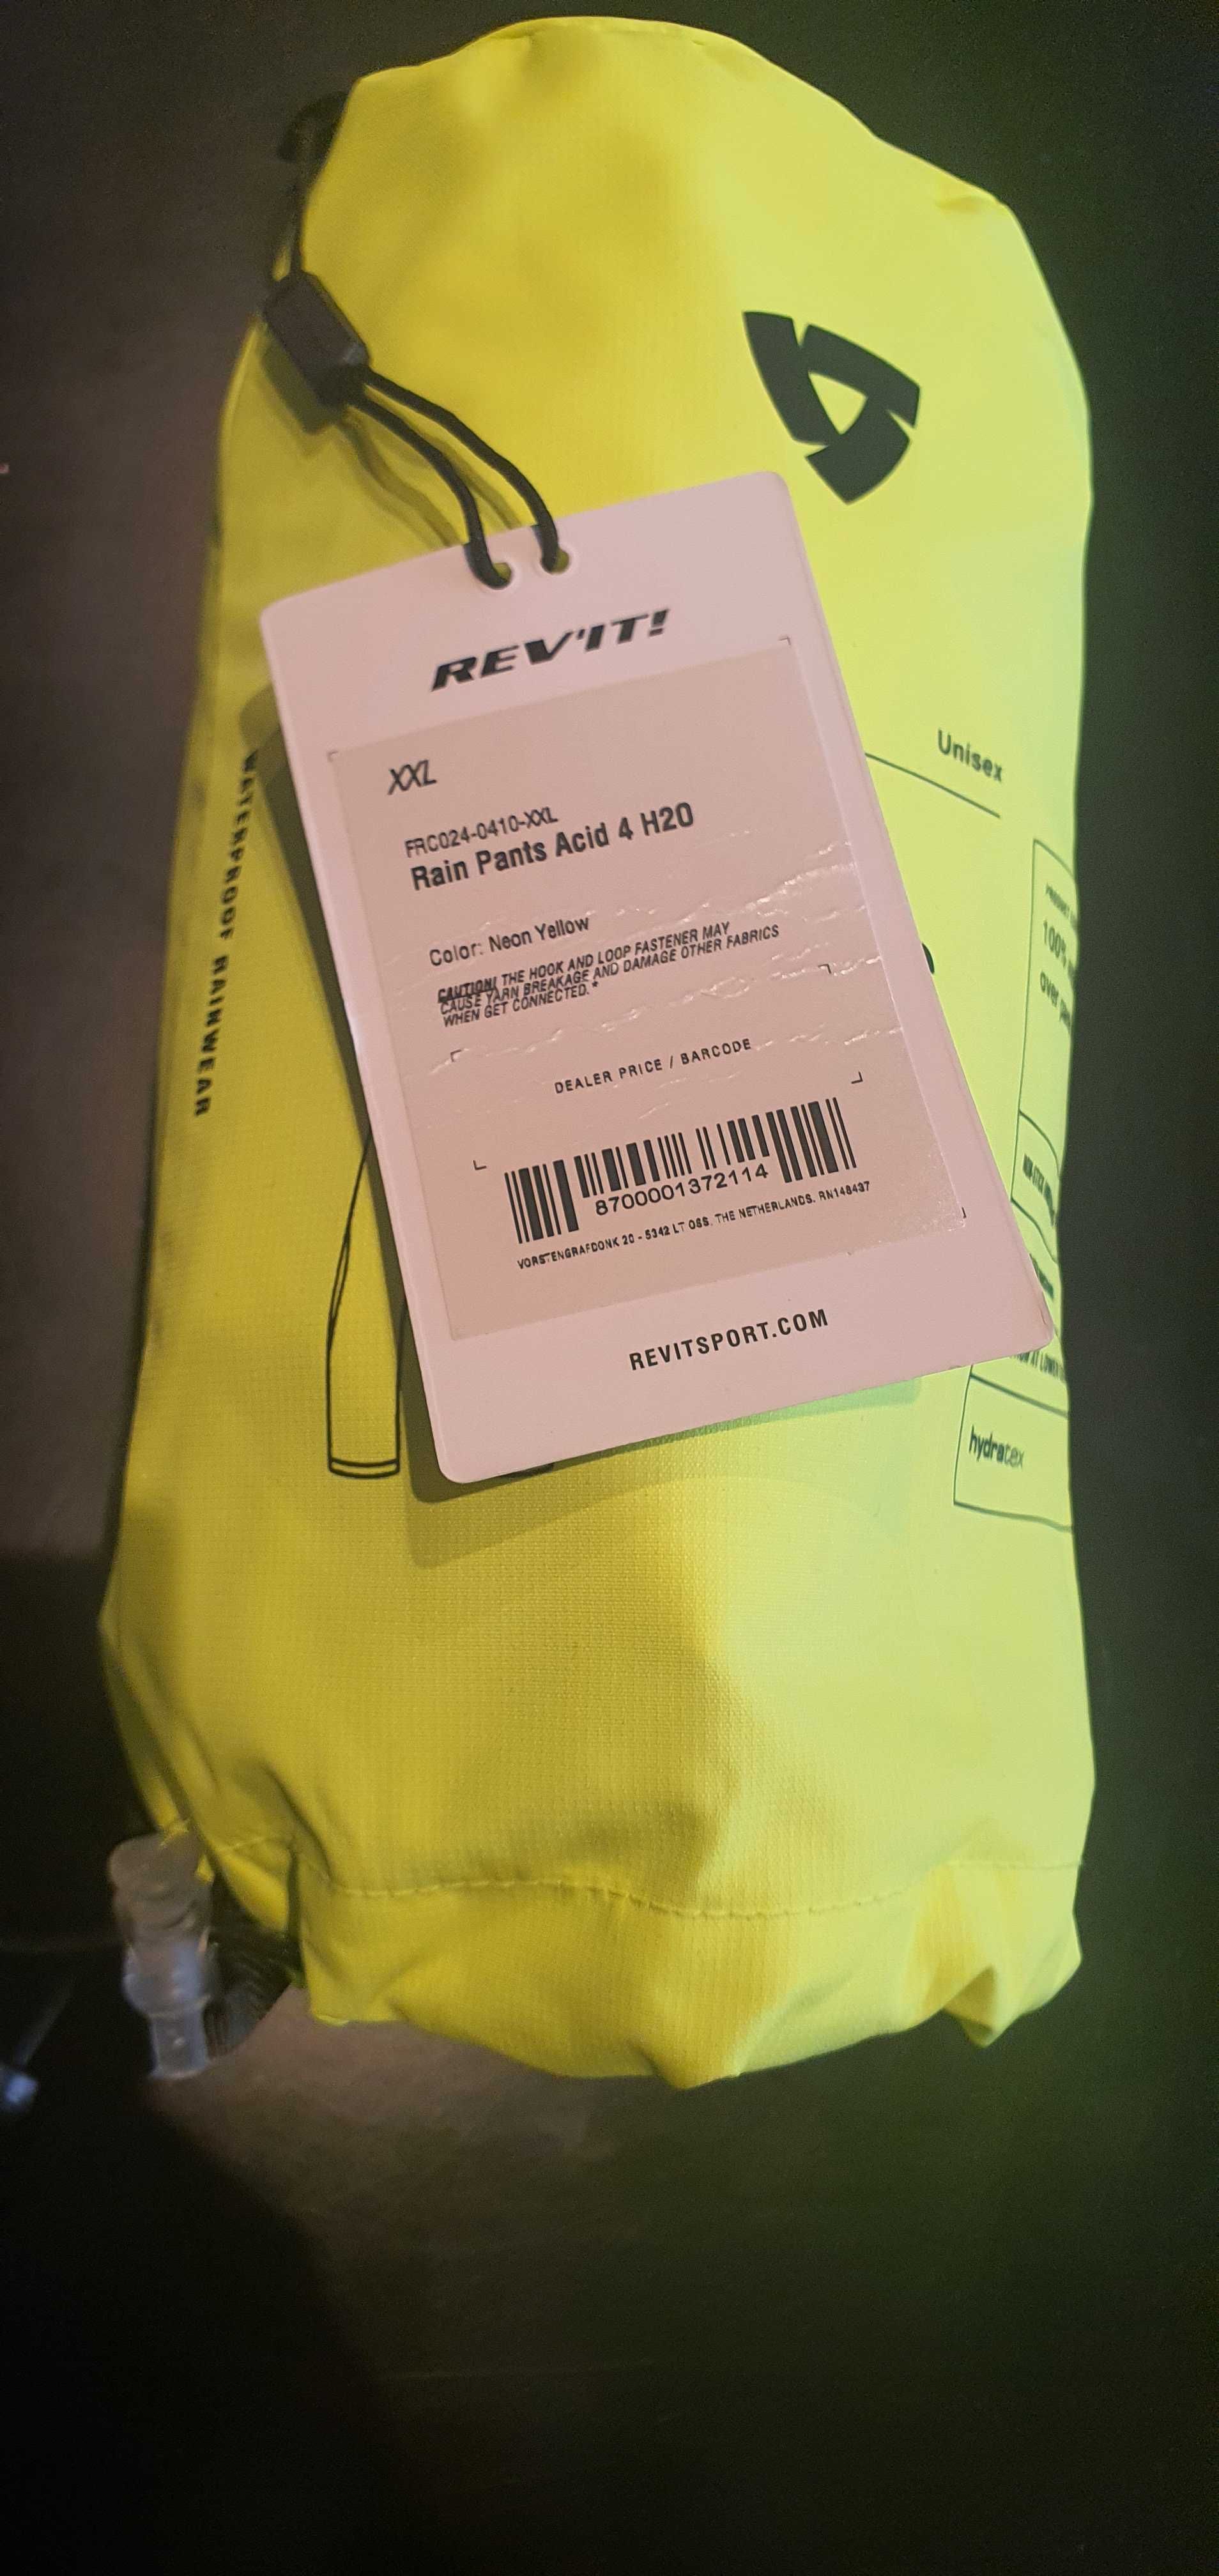 REV'IT!
XXL
FRC024-0410-XXL
Rain Pants Acid 4 H2O
Color: Neon Yellow
CAUTION! THE HOOK AND LOOP FASTENER MAY
CAUSE YARN BREAKAGE AND DAMAGE OTHER FABRICS
WHEN GET CONNECTED.*
DEALER PRICE / BARCODE
8700001372114
VORSTENGRAFDONK 20 - 5342 LT OSS. THE NETHERLANDS. RN148437
REVITSPORT.COM
WATERPROOF RAINWEAR
Unisex
100%
over
hydratex